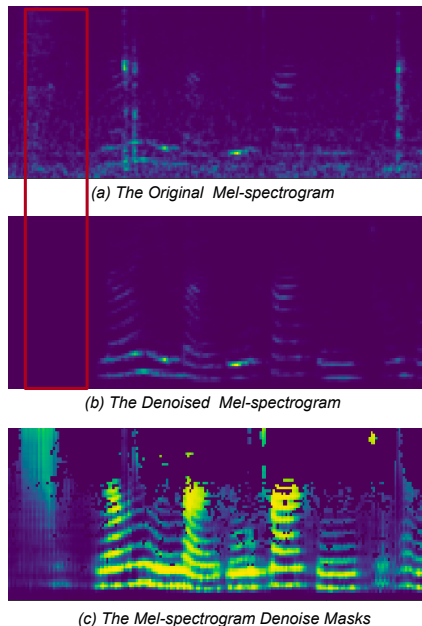 (a) The Original Mel-spectrogram
(b) The Denoised Mel-spectrogram
(c) The Mel-spectrogram Denoise Masks